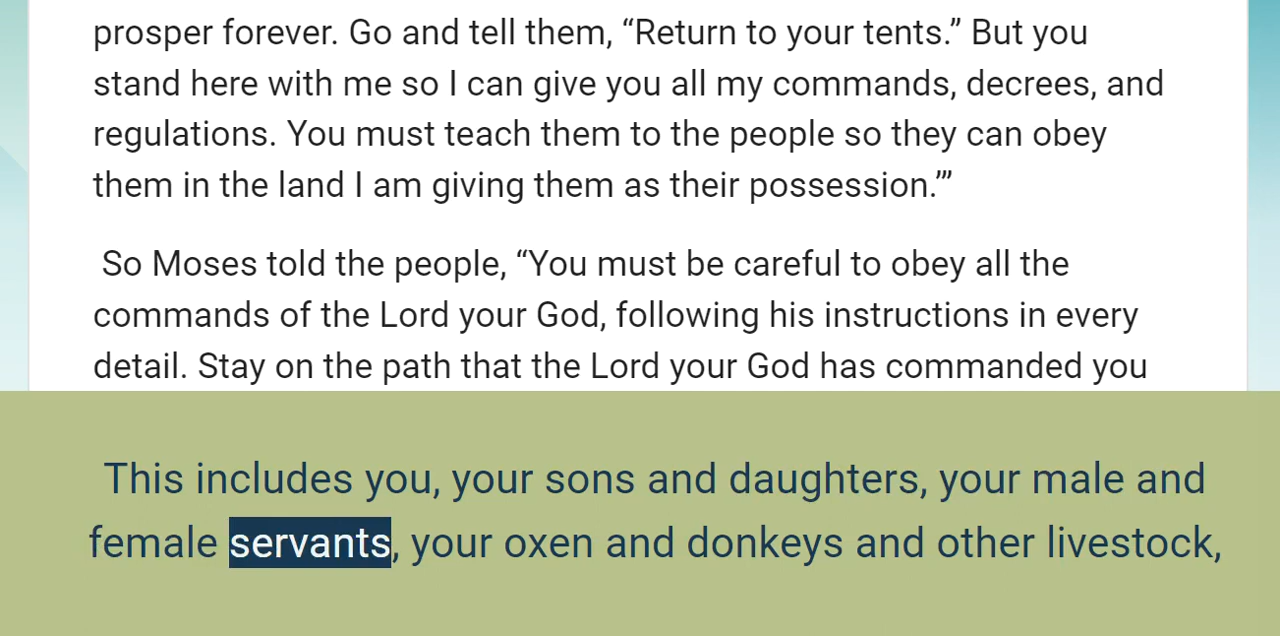 prosper forever. Go and tell them, “Return to your tents.” But you
stand here with me so I can give you all my commands, decrees, and
regulations. You must teach them to the people so they can obey
them in the land I am giving them as their possession.’”
So Moses told the people, “You must be careful to obey all the
commands of the Lord your God, following his instructions in every
detail. Stay on the path that the Lord your God has commanded you
This includes you, your sons and daughters, your male and
female servants, your oxen and donkeys and other livestock,